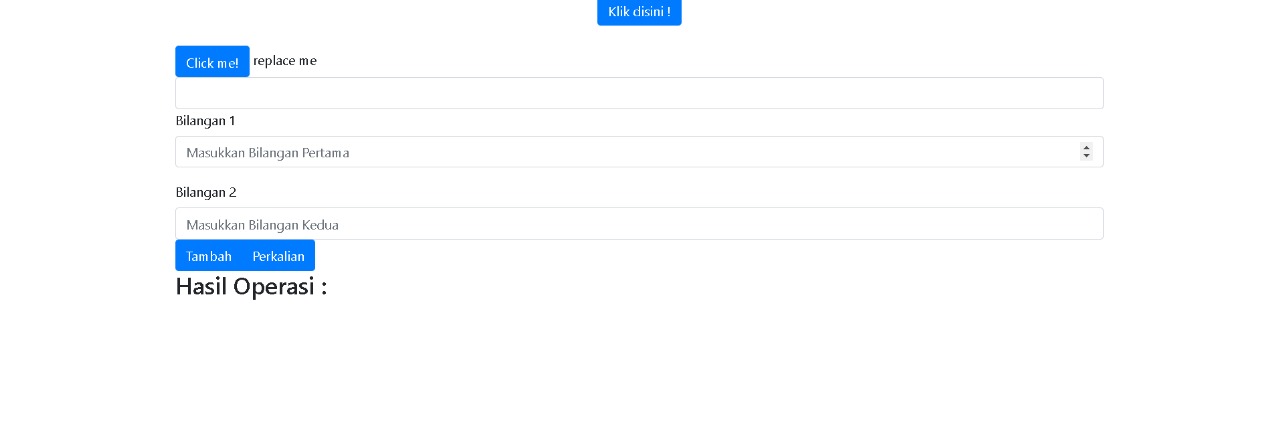 Klik disini !
Click me! replace me
Bilangan 1
Masukkan Bilangan Pertama
Bilangan 2
Masukkan Bilangan Kedua
Tambah Perkalian
Hasil Operasi :